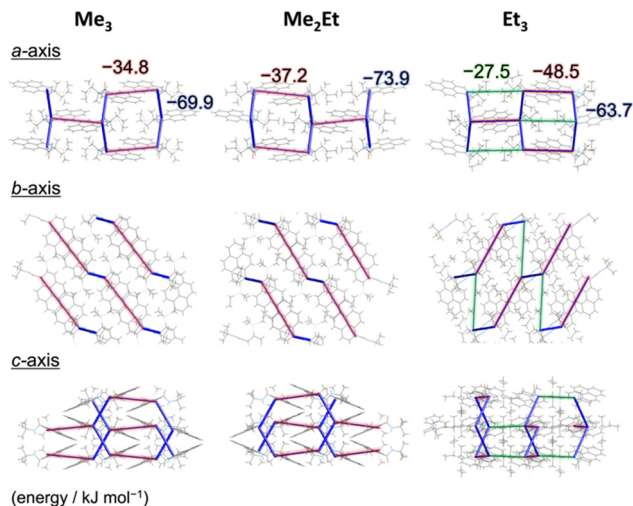 Me₃ Me₂Et Et₃
a-axis
−34.8 −37.2 −73.9 −27.5 −48.5
−69.9 −63.7
b-axis
c-axis
(energy / kJ mol⁻¹)